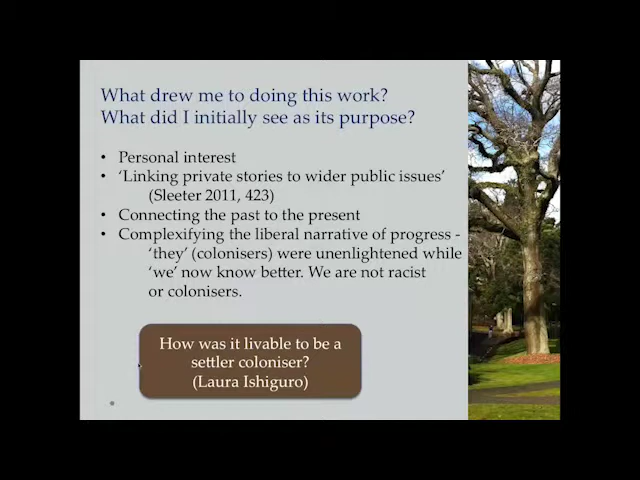 What drew me to doing this work?
What did I initially see as its purpose?
• Personal interest
• ‘Linking private stories to wider public issues’
(Sleeter 2011, 423)
• Connecting the past to the present
• Complexifying the liberal narrative of progress -
‘they’ (colonisers) were unenlightened while
‘we’ now know better. We are not racist
or colonisers.
How was it livable to be a
settler coloniser?
(Laura Ishiguro)